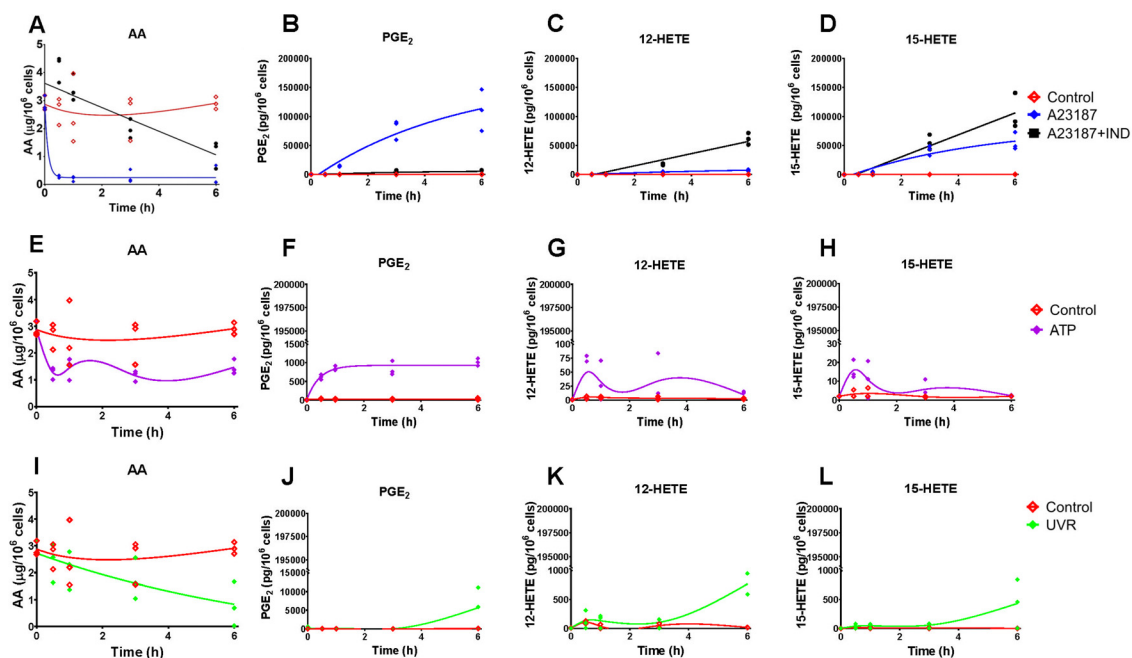 A
AA
AA (μg/10⁶ cells)
5
4
3
2
1
0
0 2 4 6
Time (h)
B
PGE₂
PGE₂ (pg/10⁶ cells)
200000
150000
100000
50000
0
0 2 4 6
Time (h)
C
12-HETE
12-HETE (pg/10⁶ cells)
200000
150000
100000
50000
0
0 2 4 6
Time (h)
D
15-HETE
15-HETE (pg/10⁶ cells)
200000
150000
100000
50000
0
0 2 4 6
Time (h)
Control
A23187
A23187+IND
E
AA
AA (μg/10⁶ cells)
5
4
3
2
1
0
0 2 4 6
Time (h)
F
PGE₂
PGE₂ (pg/10⁶ cells)
200000
197500
195000
1500
1000
500
0
0 2 4 6
Time (h)
G
12-HETE
12-HETE (pg/10⁶ cells)
200000
197500
195000
100
75
50
25
0
0 2 4 6
Time (h)
H
15-HETE
15-HETE (pg/10⁶ cells)
200000
197500
195000
30
20
10
0
0 2 4 6
Time (h)
Control
ATP
I
AA
AA (μg/10⁶ cells)
5
4
3
2
1
0
0 2 4 6
Time (h)
J
PGE₂
PGE₂ (pg/10⁶ cells)
200000
197500
195000
15000
10000
5000
0
0 2 4 6
Time (h)
K
12-HETE
12-HETE (pg/10⁶ cells)
200000
197500
195000
1000
500
0
0 2 4 6
Time (h)
L
15-HETE
15-HETE (pg/10⁶ cells)
200000
197500
195000
1000
500
0
0 2 4 6
Time (h)
Control
UVR